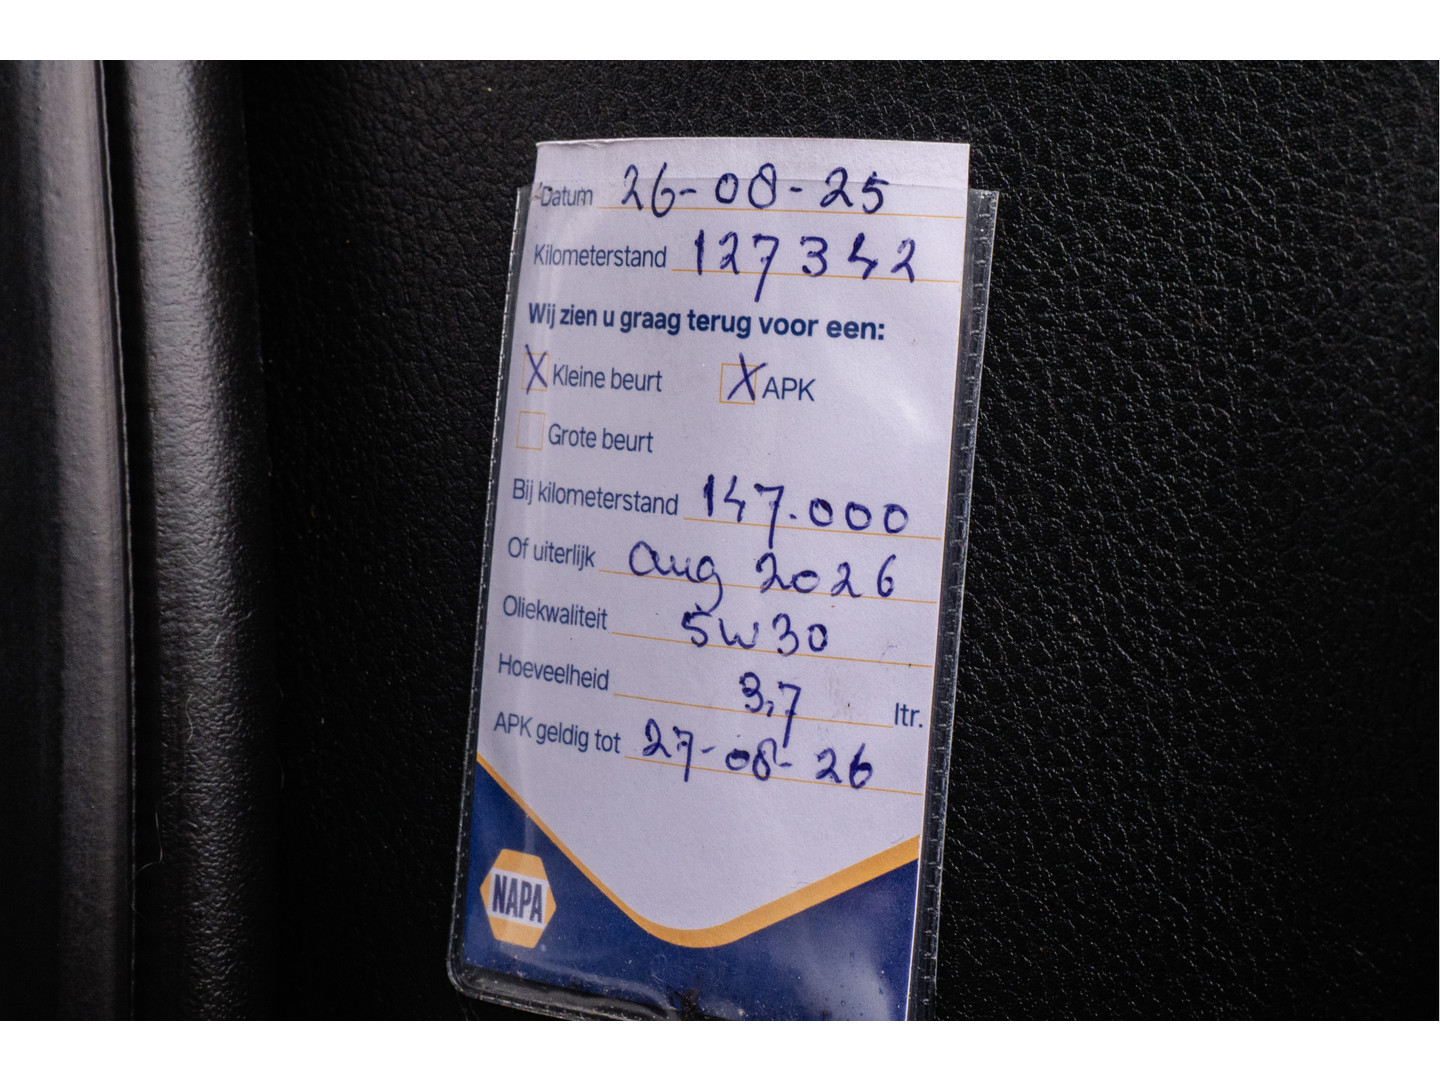 Datum 26-08-25
Kilometerstand 127342
Wij zien u graag terug voor een:
X Kleine beurt X APK
Grote beurt
Bij kilometerstand 147.000
Of uiterlijk aug 2026
Oliekwaliteit 5w30
Hoeveelheid 3,7 ltr.
APK geldig tot 27-08-26
NAPA